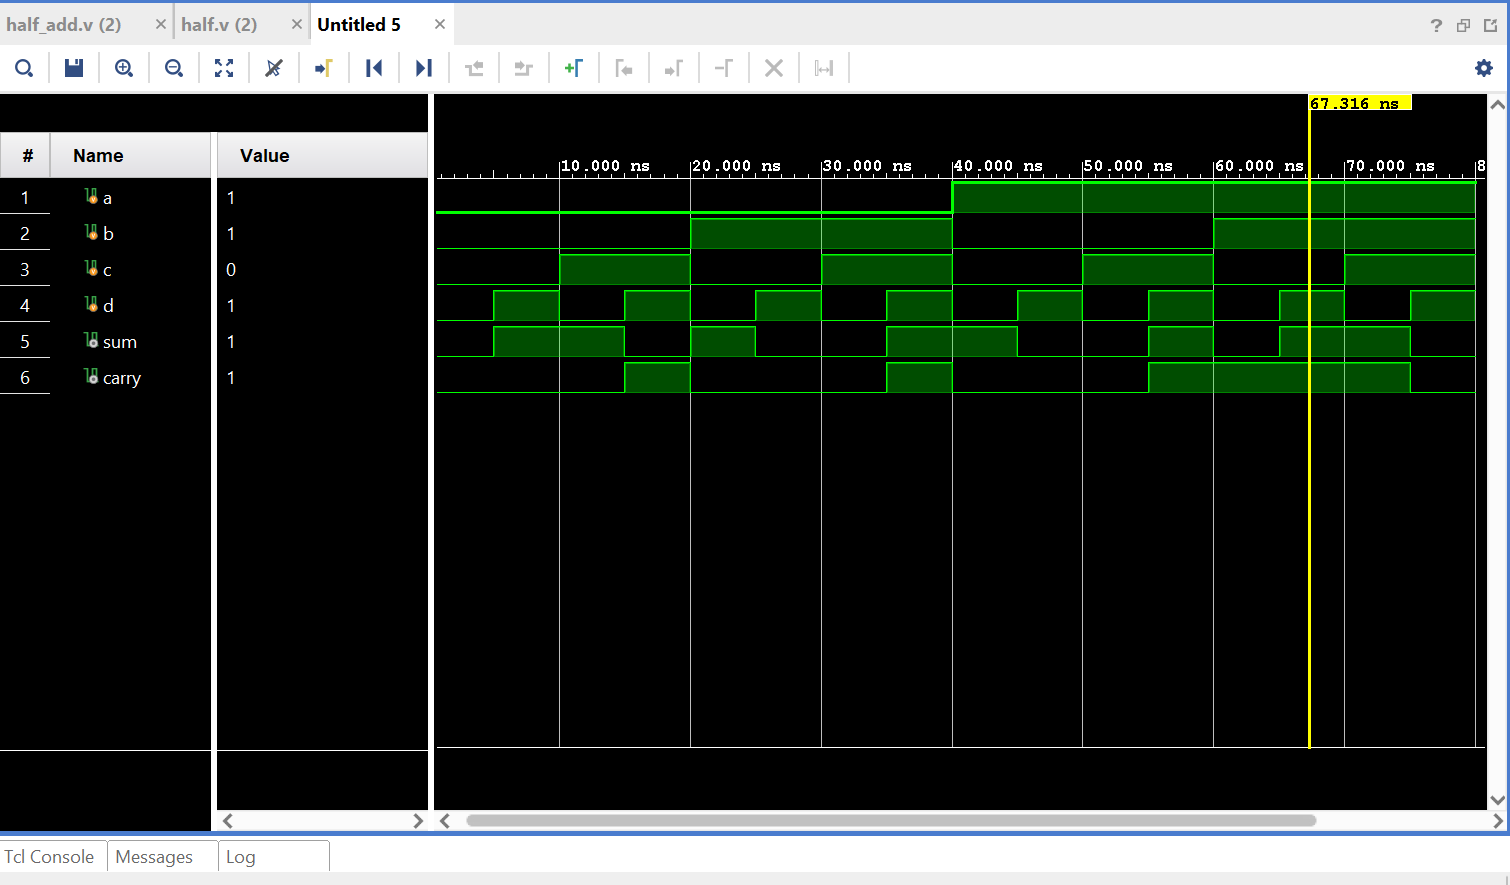 half_add.v (2) × half.v (2) × Untitled 5 ×
?
67.316 ns
# Name Value
10.000 ns 20.000 ns 30.000 ns 40.000 ns 50.000 ns 60.000 ns 70.000 ns 8
1 a 1
2 b 1
3 c 0
4 d 1
5 sum 1
6 carry 1
Tcl Console Messages Log